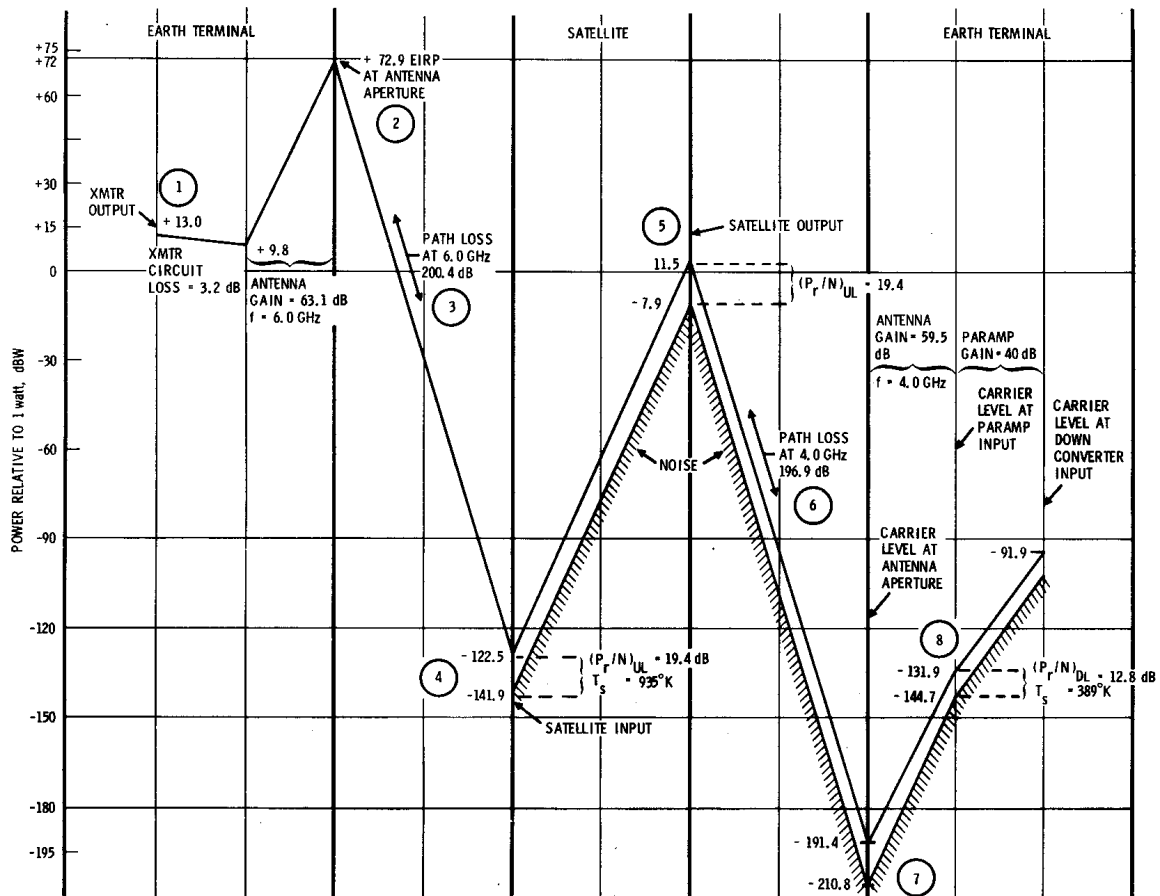 EARTH TERMINAL
SATELLITE
EARTH TERMINAL
POWER RELATIVE TO 1 watt, dBW
+75
+72
+60
+30
+15
0
-30
-60
-90
-120
-150
-180
-195
+ 72.9 EIRP
AT ANTENNA
APERTURE
2
1
XMTR
OUTPUT
+ 13.0
XMTR
CIRCUIT
LOSS = 3.2 dB
+ 9.8
ANTENNA
GAIN = 63.1 dB
f = 6.0 GHz
PATH LOSS
AT 6.0 GHz
200.4 dB
3
5
SATELLITE OUTPUT
11.5
- 7.9
(Pr/N)UL = 19.4
ANTENNA
GAIN = 59.5
dB
f = 4.0 GHz
PARAMP
GAIN = 40 dB
CARRIER
LEVEL AT
PARAMP
INPUT
CARRIER
LEVEL AT
DOWN
CONVERTER
INPUT
NOISE
PATH LOSS
AT 4.0 GHz
196.9 dB
6
CARRIER
LEVEL AT
ANTENNA
APERTURE
- 91.9
4
- 122.5
-141.9
(Pr/N)UL = 19.4 dB
Ts = 935°K
SATELLITE INPUT
8
-131.9
-144.7
(Pr/N)DL = 12.8 dB
Ts = 389°K
- 191.4
- 210.8
7